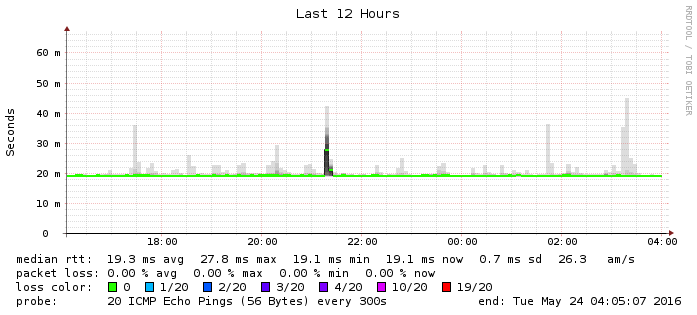 Last 12 Hours
RRDTOOL / TOBI OETIKER
Seconds
60 m
50 m
40 m
30 m
20 m
10 m
0
18:00 20:00 22:00 00:00 02:00 04:00
median rtt: 19.3 ms avg 27.8 ms max 19.1 ms min 19.1 ms now 0.7 ms sd 26.3 am/s
packet loss: 0.00 % avg 0.00 % max 0.00 % min 0.00 % now
loss color: 0 1/20 2/20 3/20 4/20 10/20 19/20
probe: 20 ICMP Echo Pings (56 Bytes) every 300s end: Tue May 24 04:05:07 2016